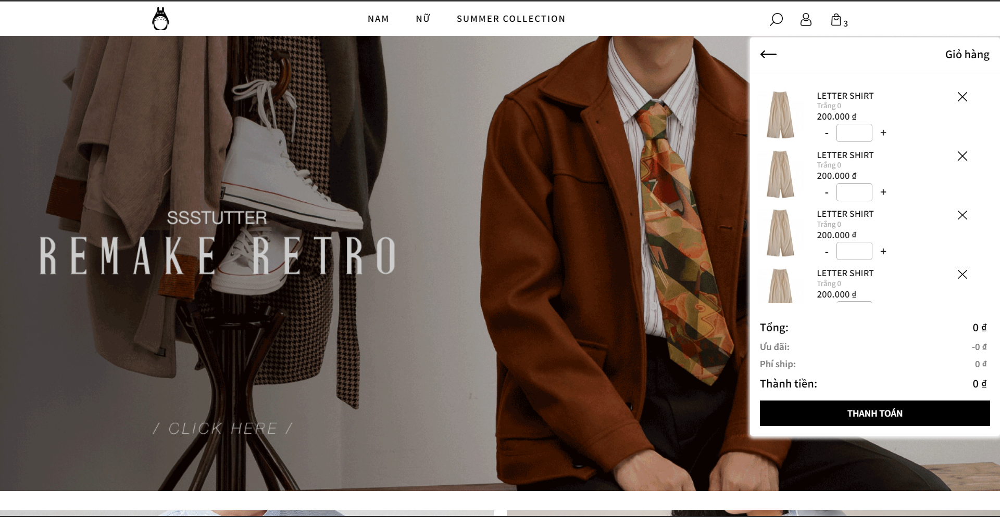 NAM NỮ SUMMER COLLECTION
3
Giỏ hàng
LETTER SHIRT
Trắng 0
200.000 ₫
- +
LETTER SHIRT
Trắng 0
200.000 ₫
- +
LETTER SHIRT
Trắng 0
200.000 ₫
- +
LETTER SHIRT
Trắng 0
200.000 ₫
Tổng: 0 ₫
Ưu đãi: -0 ₫
Phí ship: 0 ₫
Thành tiền: 0 ₫
THANH TOÁN
SSSTUTTER
REMAKE RETRO
/ CLICK HERE /